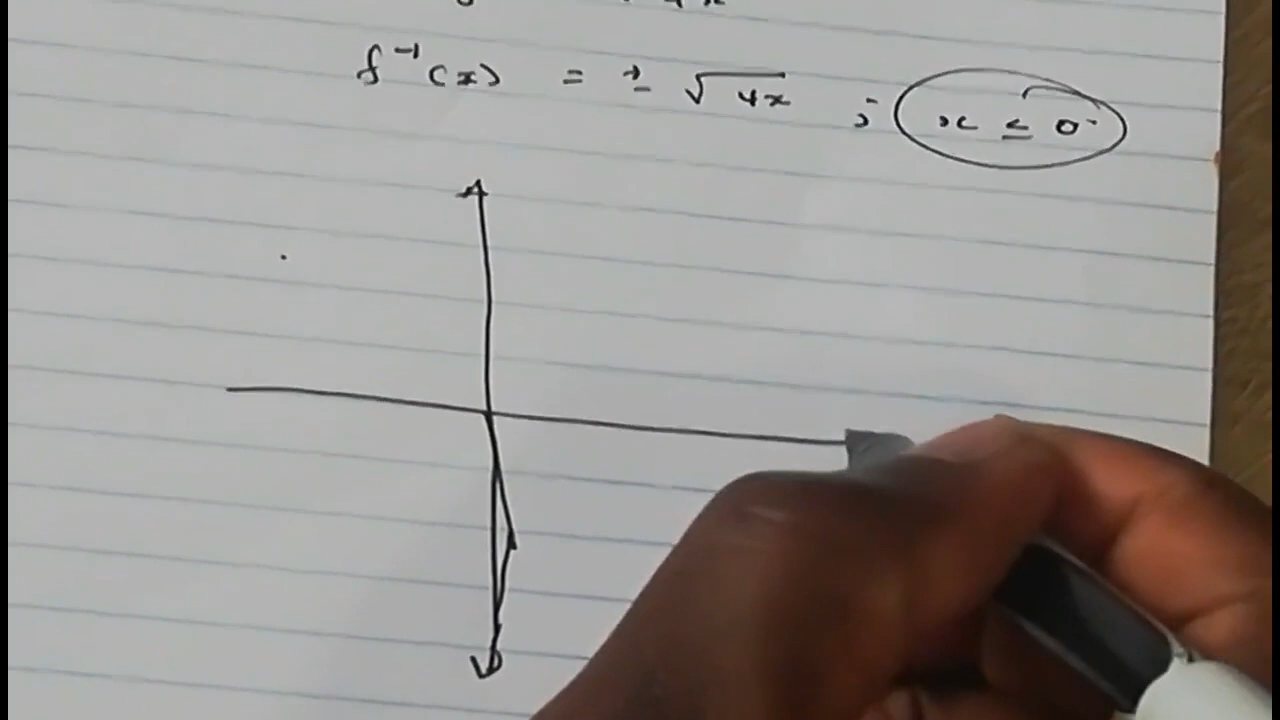 f⁻¹(x) = ± √4x ; x ≤ 0